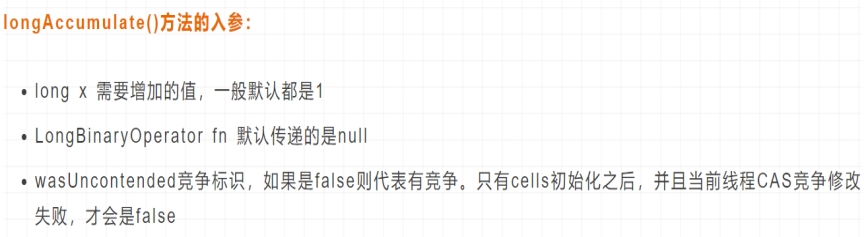 longAccumulate()方法的入参：
• long x 需要增加的值，一般默认都是1
• LongBinaryOperator fn 默认传递的是null
• wasUncontended竞争标识，如果是false则代表有竞争。只有cells初始化之后，并且当前线程CAS竞争修改
失败，才会是false